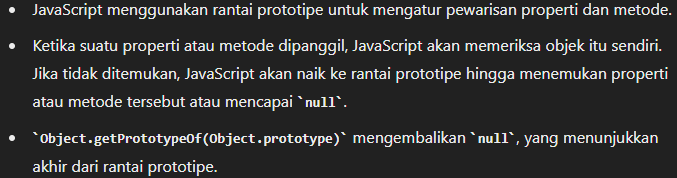 • JavaScript menggunakan rantai prototipe untuk mengatur pewarisan properti dan metode.
• Ketika suatu properti atau metode dipanggil, JavaScript akan memeriksa objek itu sendiri.
Jika tidak ditemukan, JavaScript akan naik ke rantai prototipe hingga menemukan properti
atau metode tersebut atau mencapai `null`.
• `Object.getPrototypeOf(Object.prototype)` mengembalikan `null`, yang menunjukkan
akhir dari rantai prototipe.